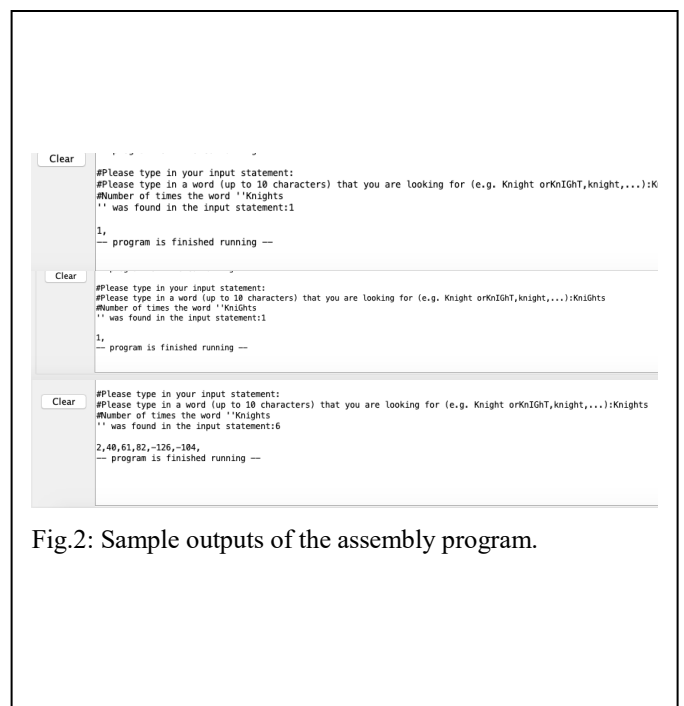 Clear
#Please type in your input statement:
#Please type in a word (up to 10 characters) that you are looking for (e.g. Knight orKnIGhT,knight,...):K
#Number of times the word ''Knights
'' was found in the input statement:1
1,
-- program is finished running --
Clear
#Please type in your input statement:
#Please type in a word (up to 10 characters) that you are looking for (e.g. Knight orKnIGhT,knight,...):KniGhts
#Number of times the word ''KniGhts
'' was found in the input statement:1
1,
-- program is finished running --
Clear
#Please type in your input statement:
#Please type in a word (up to 10 characters) that you are looking for (e.g. Knight orKnIGhT,knight,...):Knights
#Number of times the word ''Knights
'' was found in the input statement:6
2,40,61,82,-126,-104,
-- program is finished running --
Fig.2: Sample outputs of the assembly program.